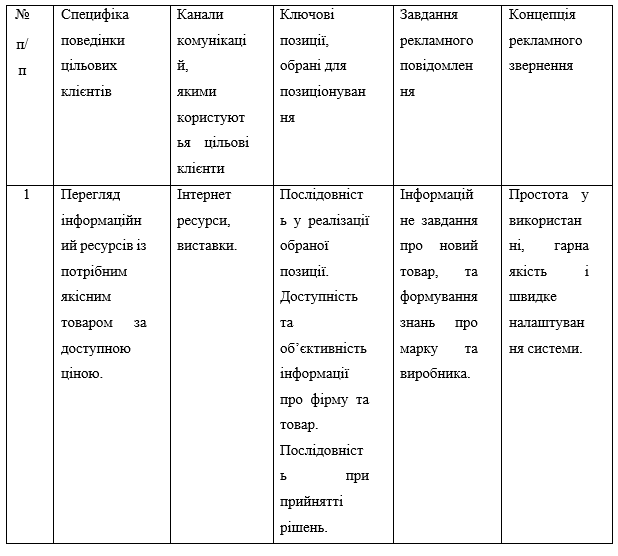 №
п/
п
Специфіка
поведінки
цільових
клієнтів
Канали
комунікаці
й,
якими
користуют
ься цільові
клієнти
Ключові
позиції,
обрані для
позиціонуван
ня
Завдання
рекламного
повідомлен
ня
Концепція
рекламного
звернення
1
Перегляд
інформаційн
ий ресурсів із
потрібним
якісним
товаром за
доступною
ціною.
Інтернет
ресурси,
виставки.
Послідовніст
ь у реалізації
обраної
позиції.
Доступність
та
об’єктивність
інформації
про фірму та
товар.
Послідовніст
ь при
прийнятті
рішень.
Інформацій
не завдання
про новий
товар, та
формування
знань про
марку та
виробника.
Простота у
використан
ні, гарна
якість і
швидке
налаштуван
ня системи.